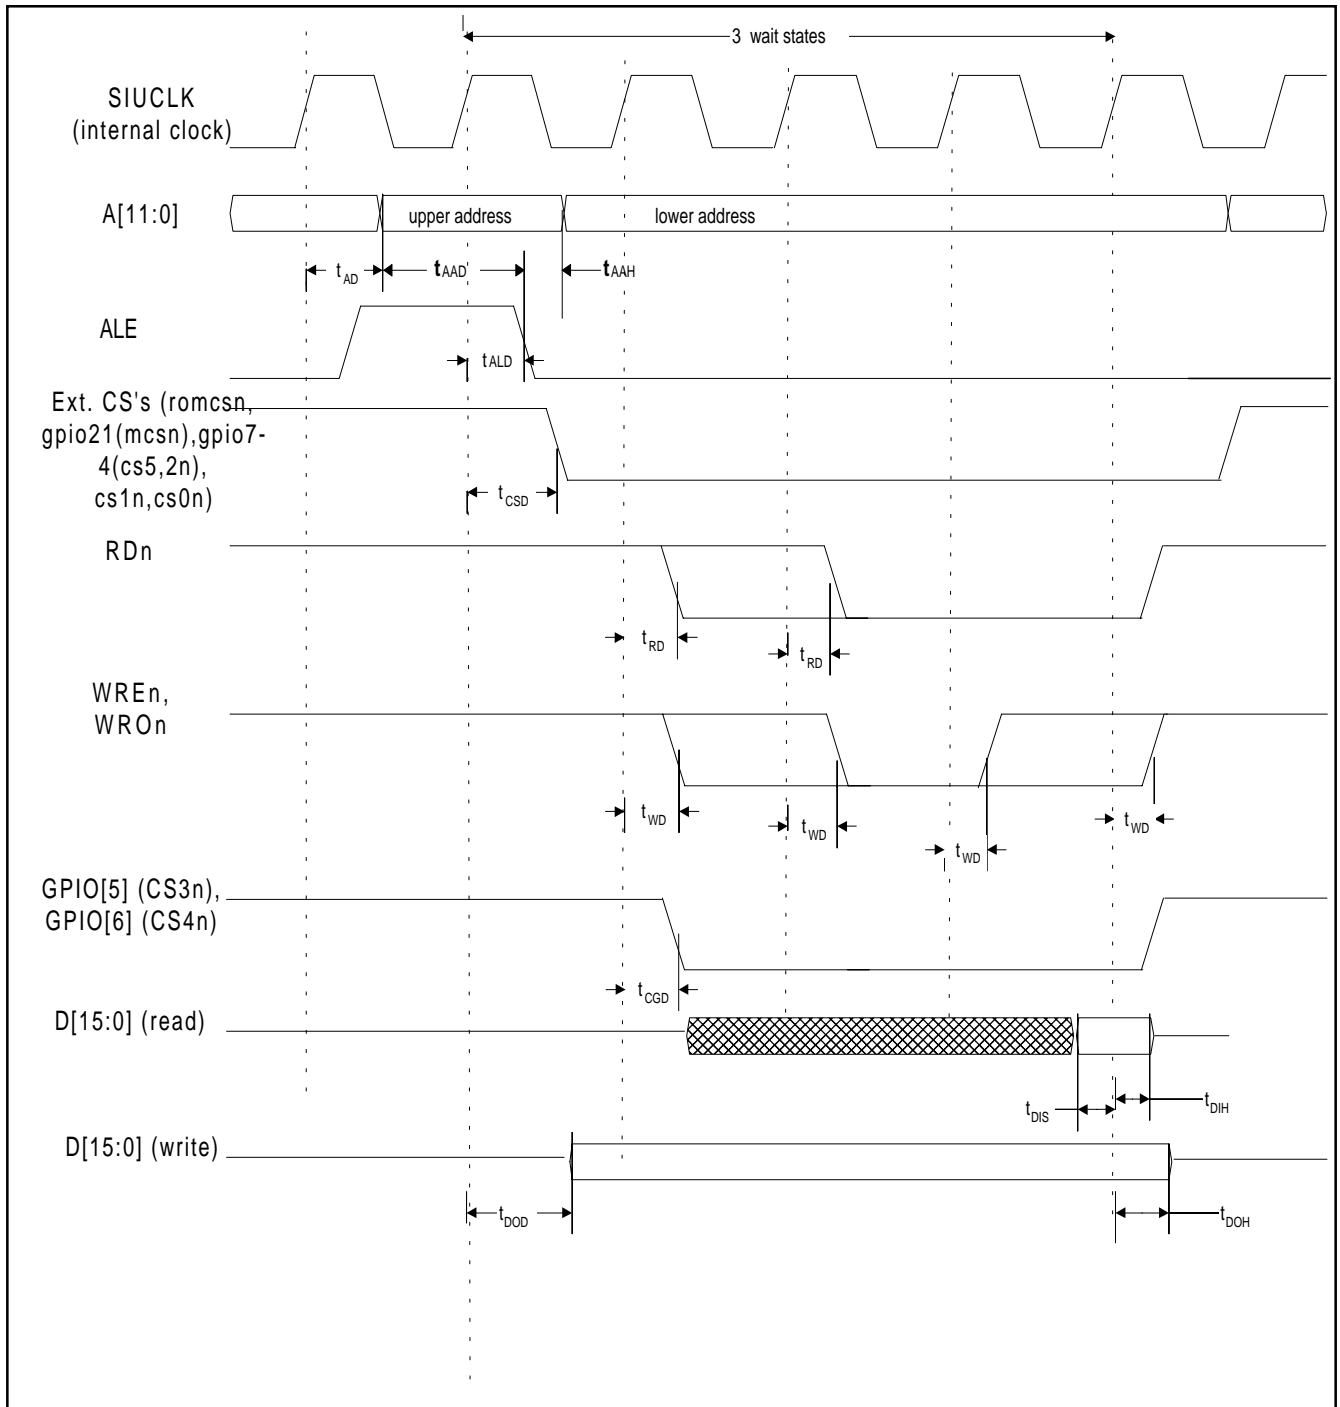 3 wait states
SIUCLK
(internal clock)
A[11:0]
upper address
lower address
tAD
tAAD
tAAH
ALE
tALD
Ext. CS's (romcsn,
gpio21(mcsn),gpio7-
4(cs5,2n),
cs1n,cs0n)
tCSD
RDn
tRD
tRD
WREn,
WROn
tWD
tWD
tWD
tWD
GPIO[5] (CS3n),
GPIO[6] (CS4n)
tCGD
D[15:0] (read)
tDIS
tDIH
D[15:0] (write)
tDOD
tDOH